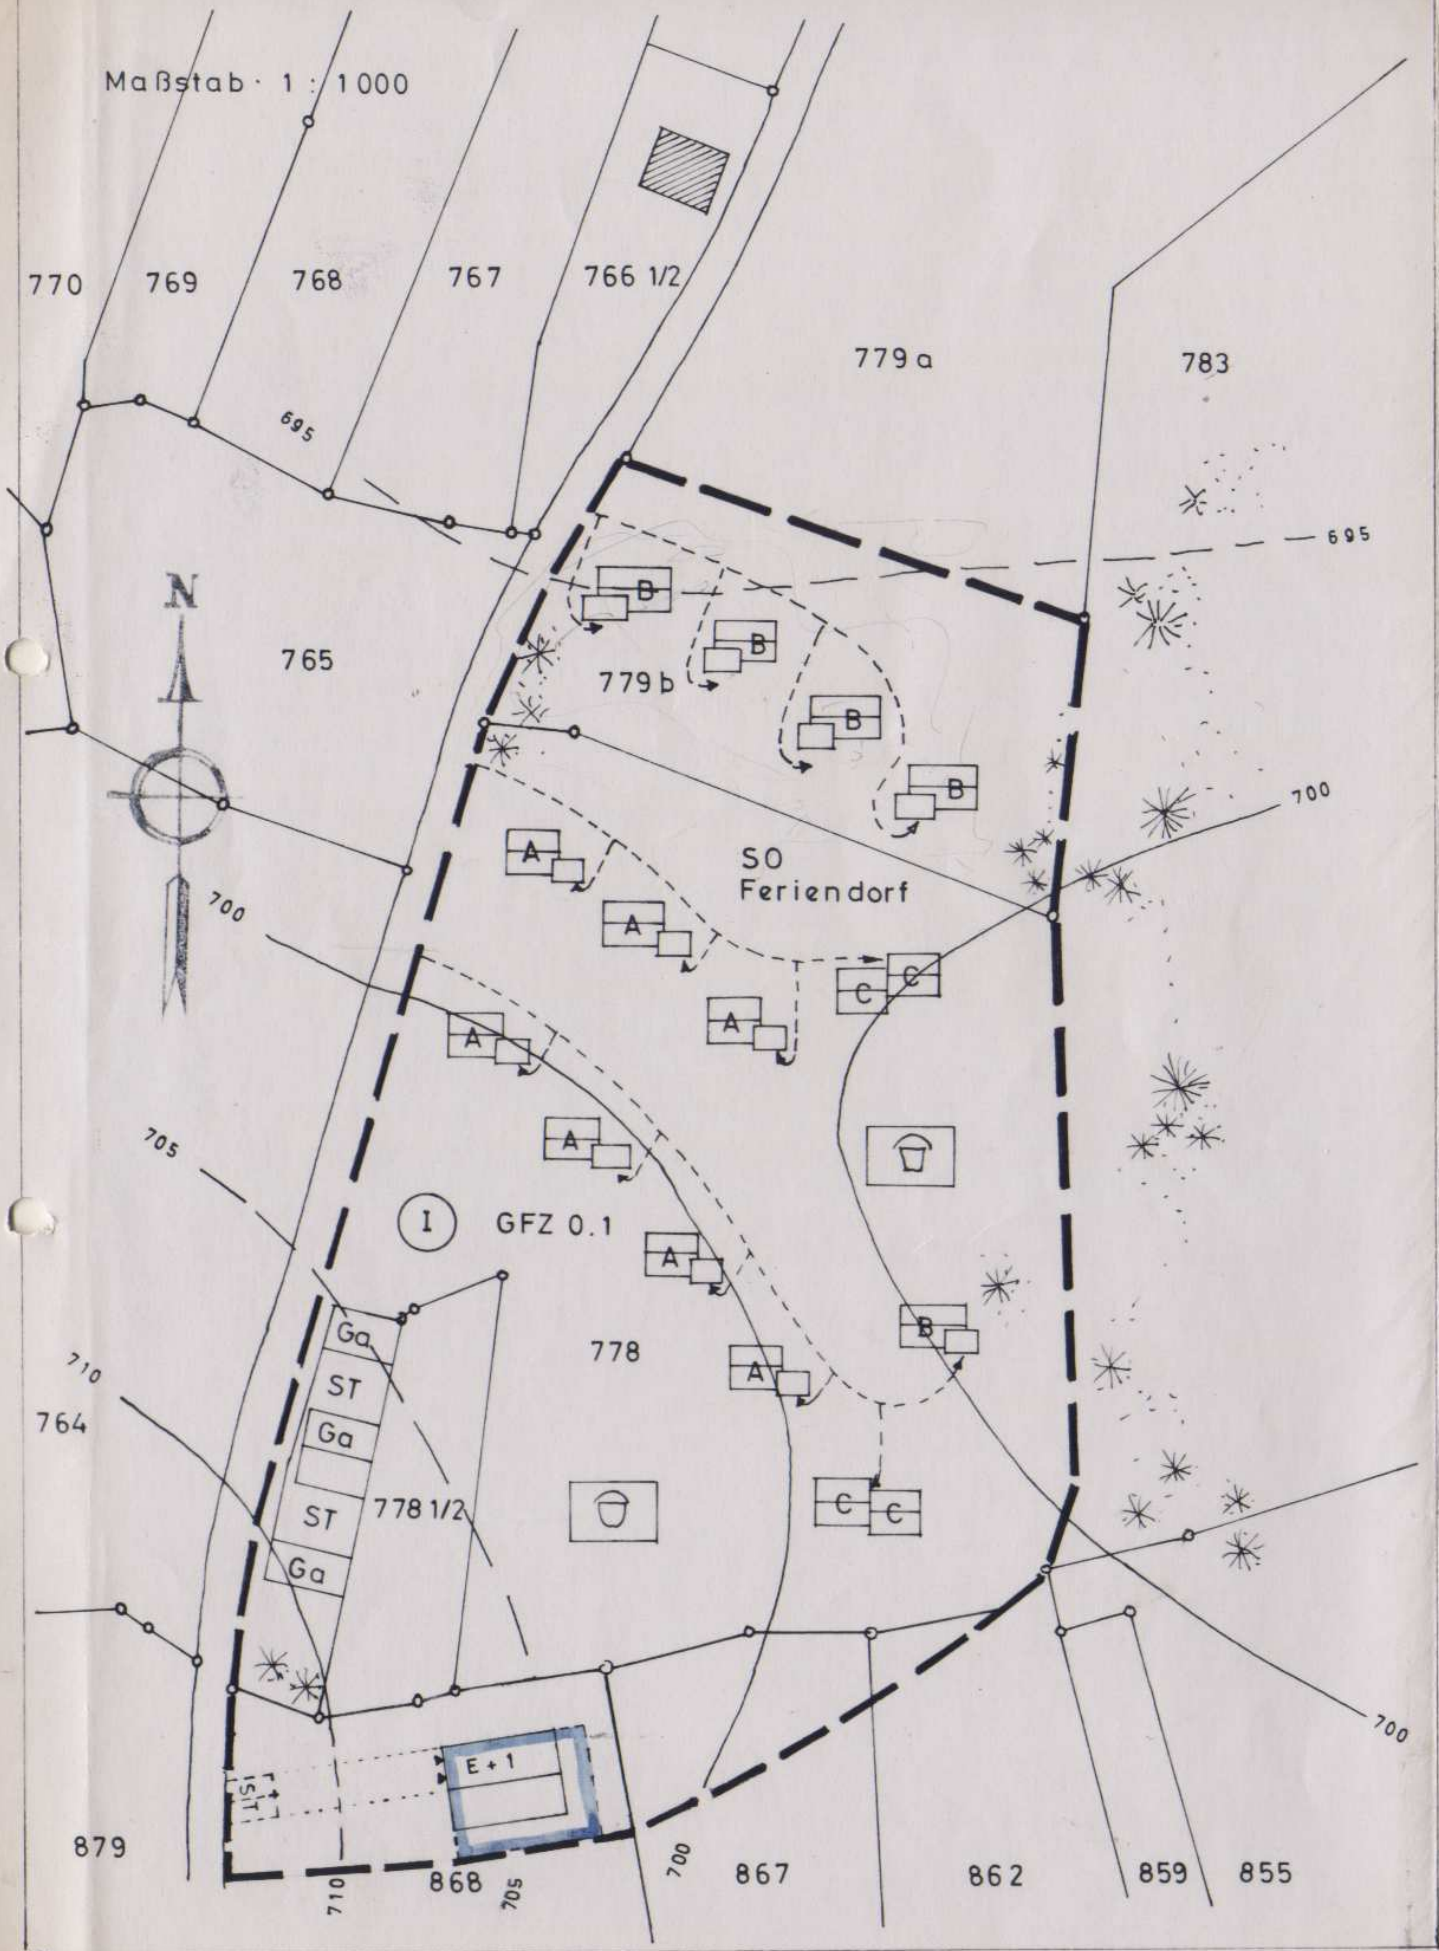 Maßstab · 1 : 1000
770
769
768
767
766 1/2
779 a
783
695
695
N
765
B
B
779 b
B
B
700
A
SO
Feriendorf
A
700
C
C
A
A
A
705
I
GFZ 0.1
A
B
Ga
778
A
710
ST
764
Ga
778 1/2
C
C
ST
Ga
700
E + 1
ST
879
868
710
705
700
867
862
859
855